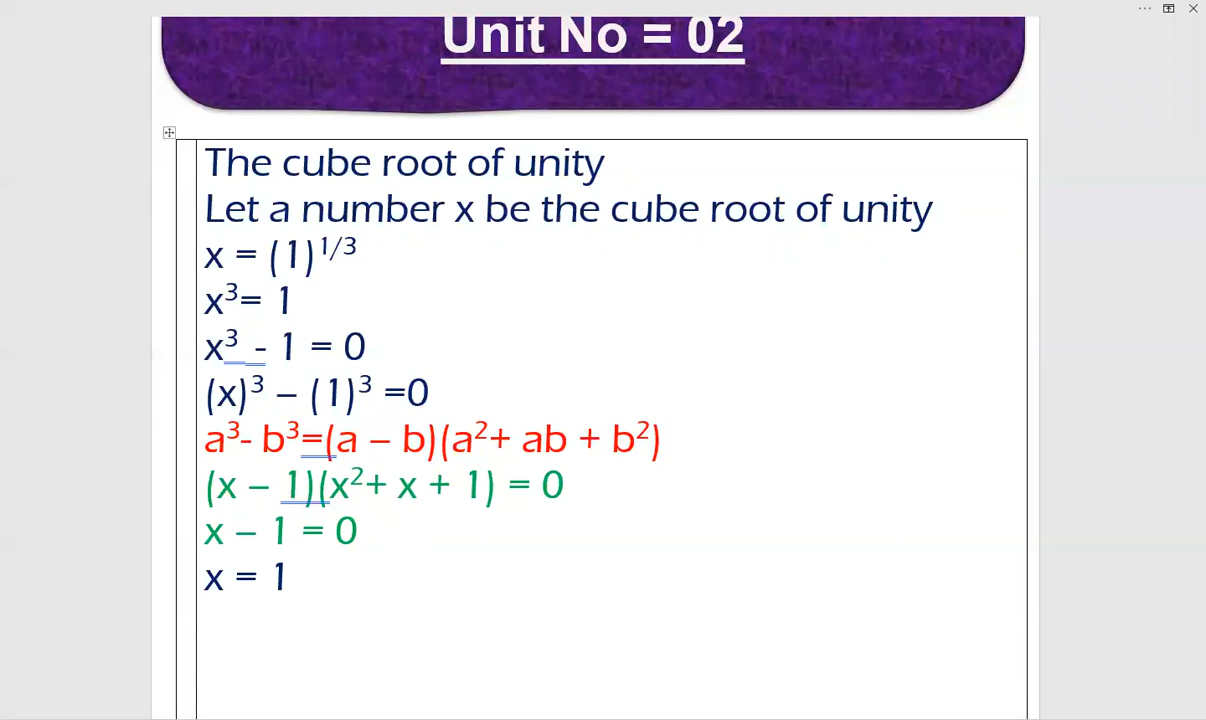 Unit No = 02
The cube root of unity
Let a number x be the cube root of unity
x = (1)^1/3
x³= 1
x³ - 1 = 0
(x)³ – (1)³ =0
a³- b³=(a – b)(a²+ ab + b²)
(x – 1)(x²+ x + 1) = 0
x – 1 = 0
x = 1